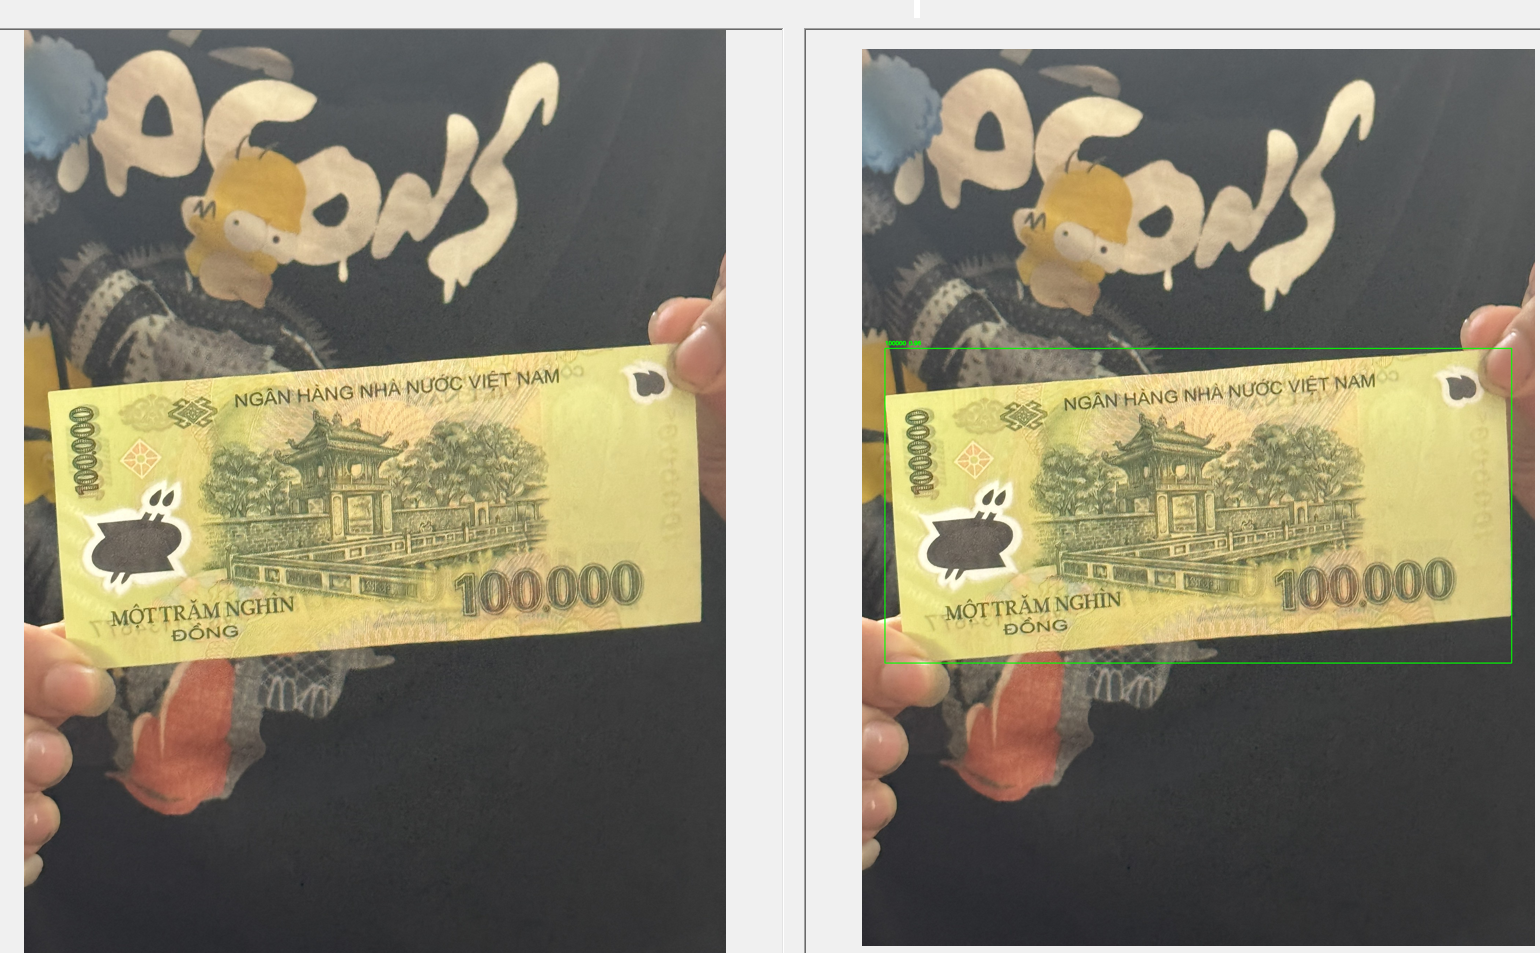 NGÂN HÀNG NHÀ NƯỚC VIỆT NAM
100000
100.000
MỘT TRĂM NGHÌN
ĐỒNG
100000
NGÂN HÀNG NHÀ NƯỚC VIỆT NAM
100000
100.000
MỘT TRĂM NGHÌN
ĐỒNG